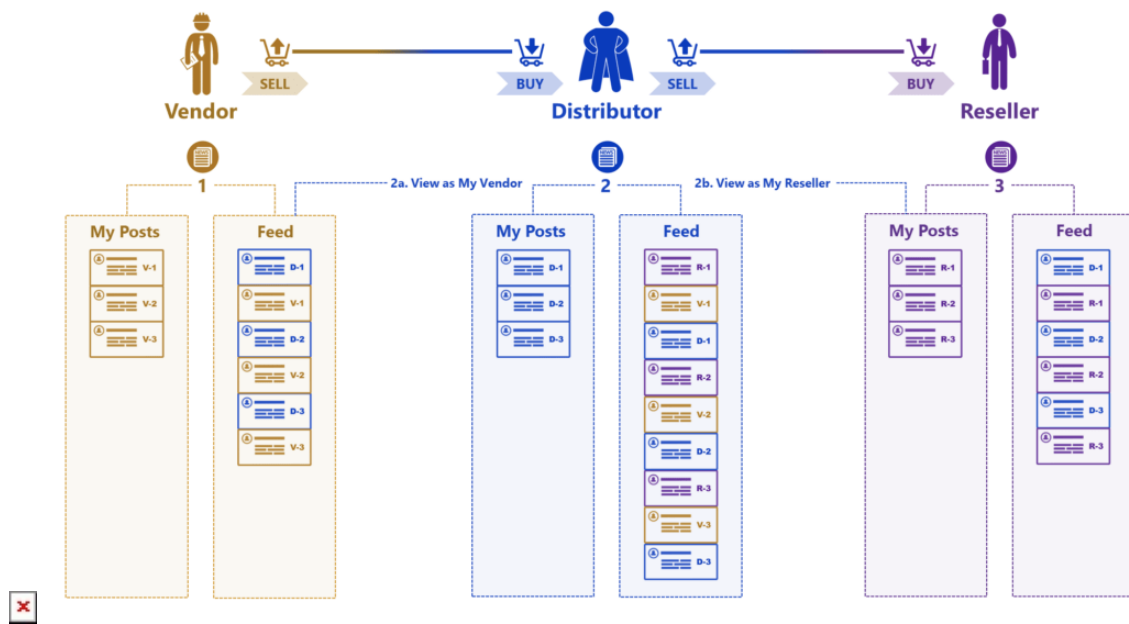 SELL
BUY
SELL
BUY
Vendor
Distributor
Reseller
NEWS
NEWS
NEWS
1
2a. View as My Vendor
2
2b. View as My Reseller
3
My Posts
V-1
V-2
V-3
Feed
D-1
V-1
D-2
V-2
D-3
V-3
My Posts
D-1
D-2
D-3
Feed
R-1
V-1
D-1
R-2
V-2
D-2
R-3
V-3
D-3
My Posts
R-1
R-2
R-3
Feed
D-1
R-1
D-2
R-2
D-3
R-3